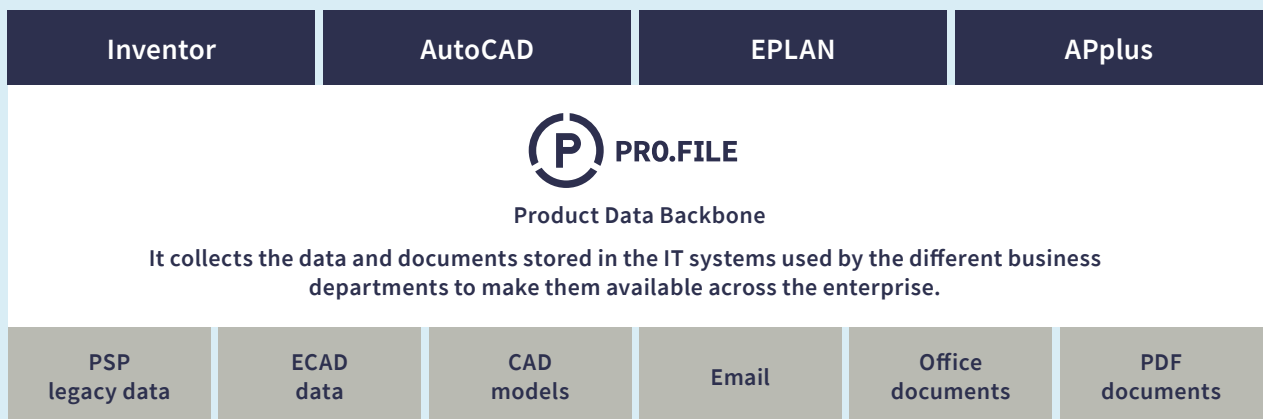 Inventor
AutoCAD
EPLAN
APplus
P PRO.FILE
Product Data Backbone
It collects the data and documents stored in the IT systems used by the different business
departments to make them available across the enterprise.
PSP
legacy data
ECAD
data
CAD
models
Email
Office
documents
PDF
documents